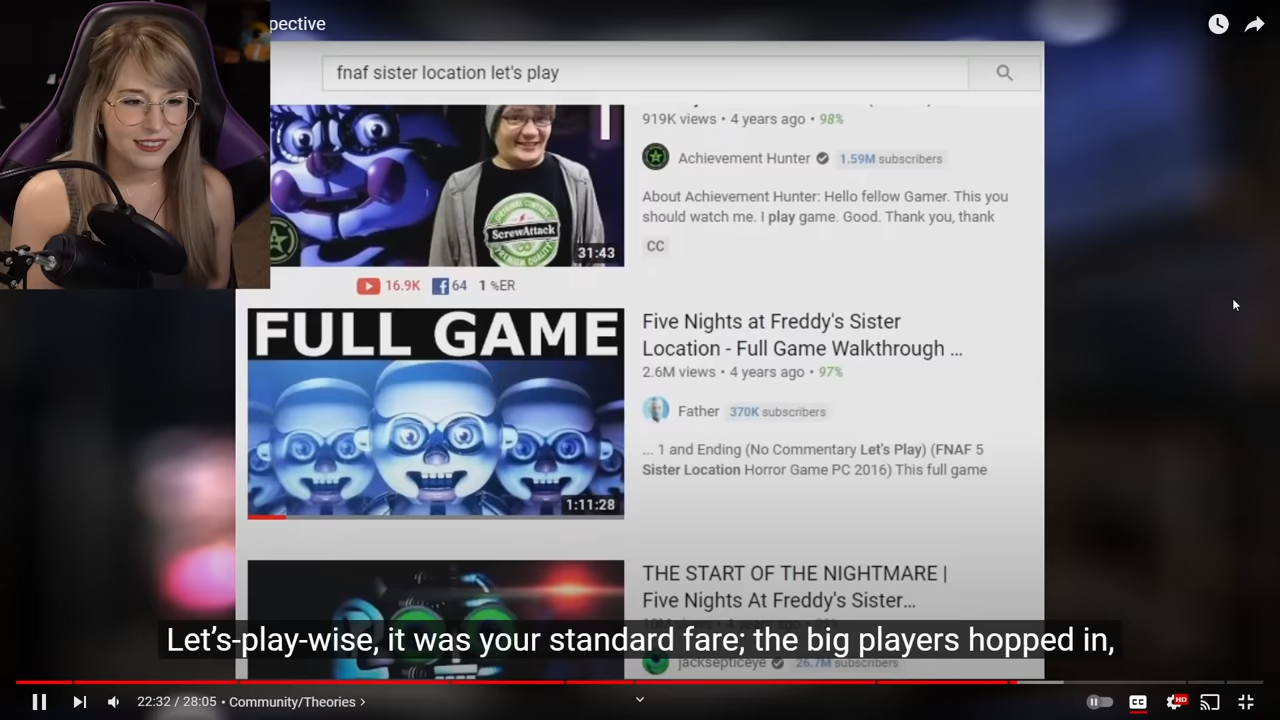 pective
fnaf sister location let's play
919K views • 4 years ago • 98%
Achievement Hunter
1.59M subscribers
About Achievement Hunter: Hello fellow Gamer. This you
should watch me. I play game. Good. Thank you, thank
CC
ScrewAttack
31:43
16.9K
64
1 %ER
FULL GAME
1:11:28
Five Nights at Freddy's Sister
Location - Full Game Walkthrough ...
2.6M views • 4 years ago • 97%
Father
370K subscribers
... 1 and Ending (No Commentary Let's Play) (FNAF 5
Sister Location Horror Game PC 2016) This full game
THE START OF THE NIGHTMARE |
Five Nights At Freddy's Sister...
Let’s-play-wise, it was your standard fare; the big players hopped in,
jacksepticeye
26.7M subscribers
22:32 / 28:05 • Community/Theories >
CC
HD